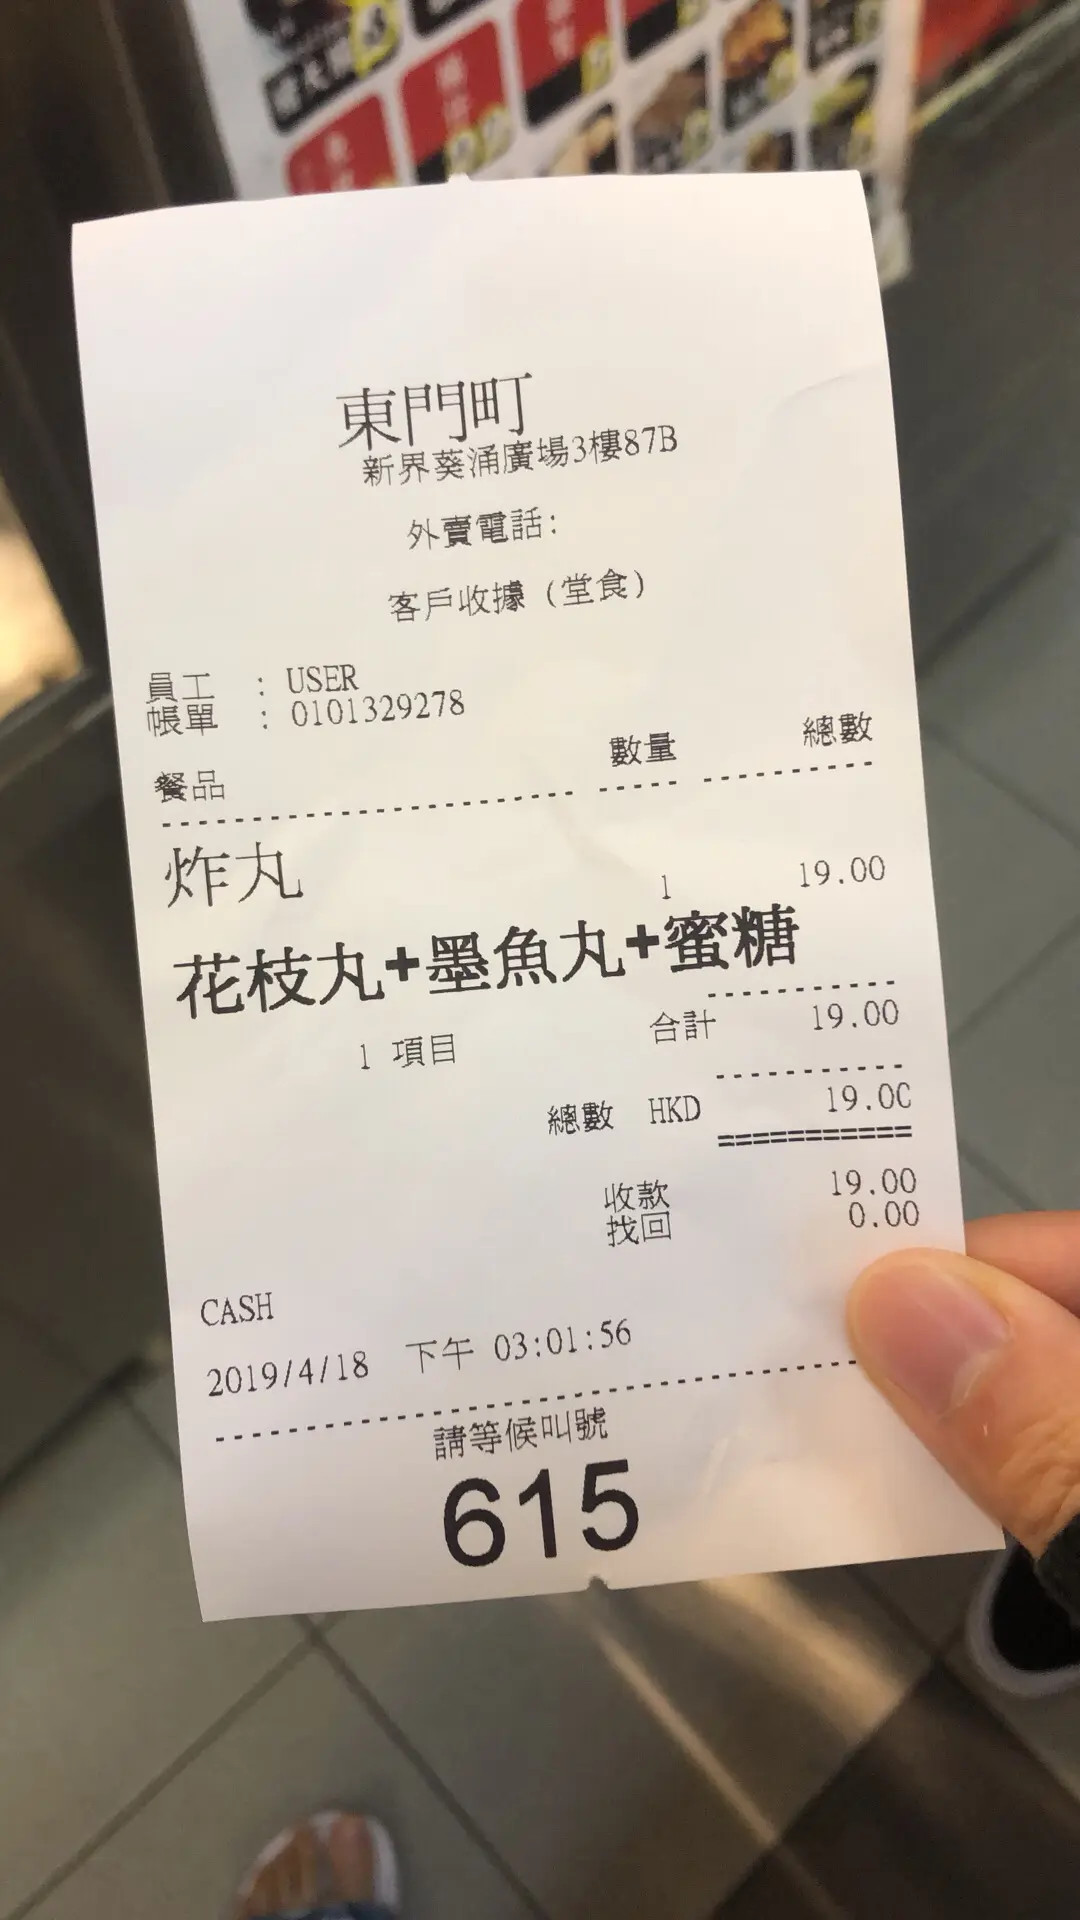 東門町
新界葵涌廣場3樓87B
外賣電話:
客戶收據 (堂食)
員工 : USER
帳單 : 0101329278
餐品 數量 總數
炸丸 1 19.00
花枝丸+墨魚丸+蜜糖
1 項目 合計 19.00
總數 HKD 19.00
收款 19.00
找回 0.00
CASH
2019/4/18 下午 03:01:56
請等候叫號
615